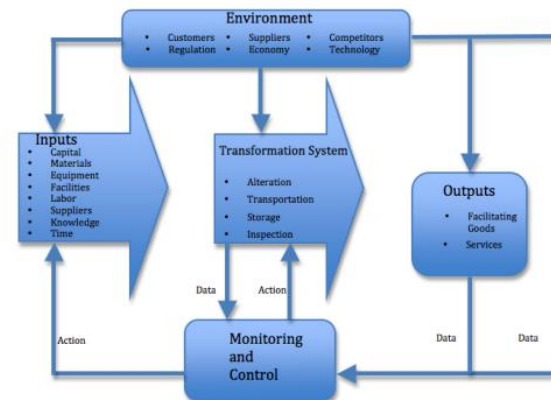 Environment
• Customers • Suppliers • Competitors
• Regulation • Economy • Technology
Inputs
• Capital
• Materials
• Equipment
• Facilities
• Labor
• Suppliers
• Knowledge
• Time
Transformation System
• Alteration
• Transportation
• Storage
• Inspection
Outputs
• Facilitating
Goods
• Services
Data
Action
Action
Data
Data
Monitoring
and
Control